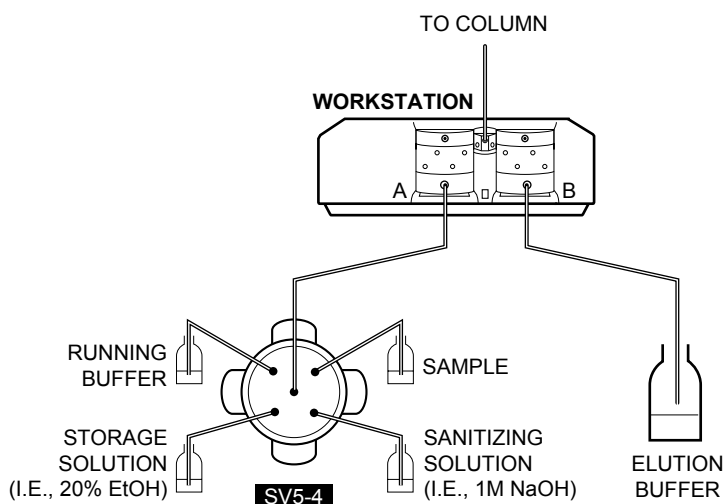 TO COLUMN
WORKSTATION
A
B
RUNNING
BUFFER
SAMPLE
STORAGE
SOLUTION
(I.E., 20% EtOH)
SV5-4
SANITIZING
SOLUTION
(I.E., 1M NaOH)
ELUTION
BUFFER